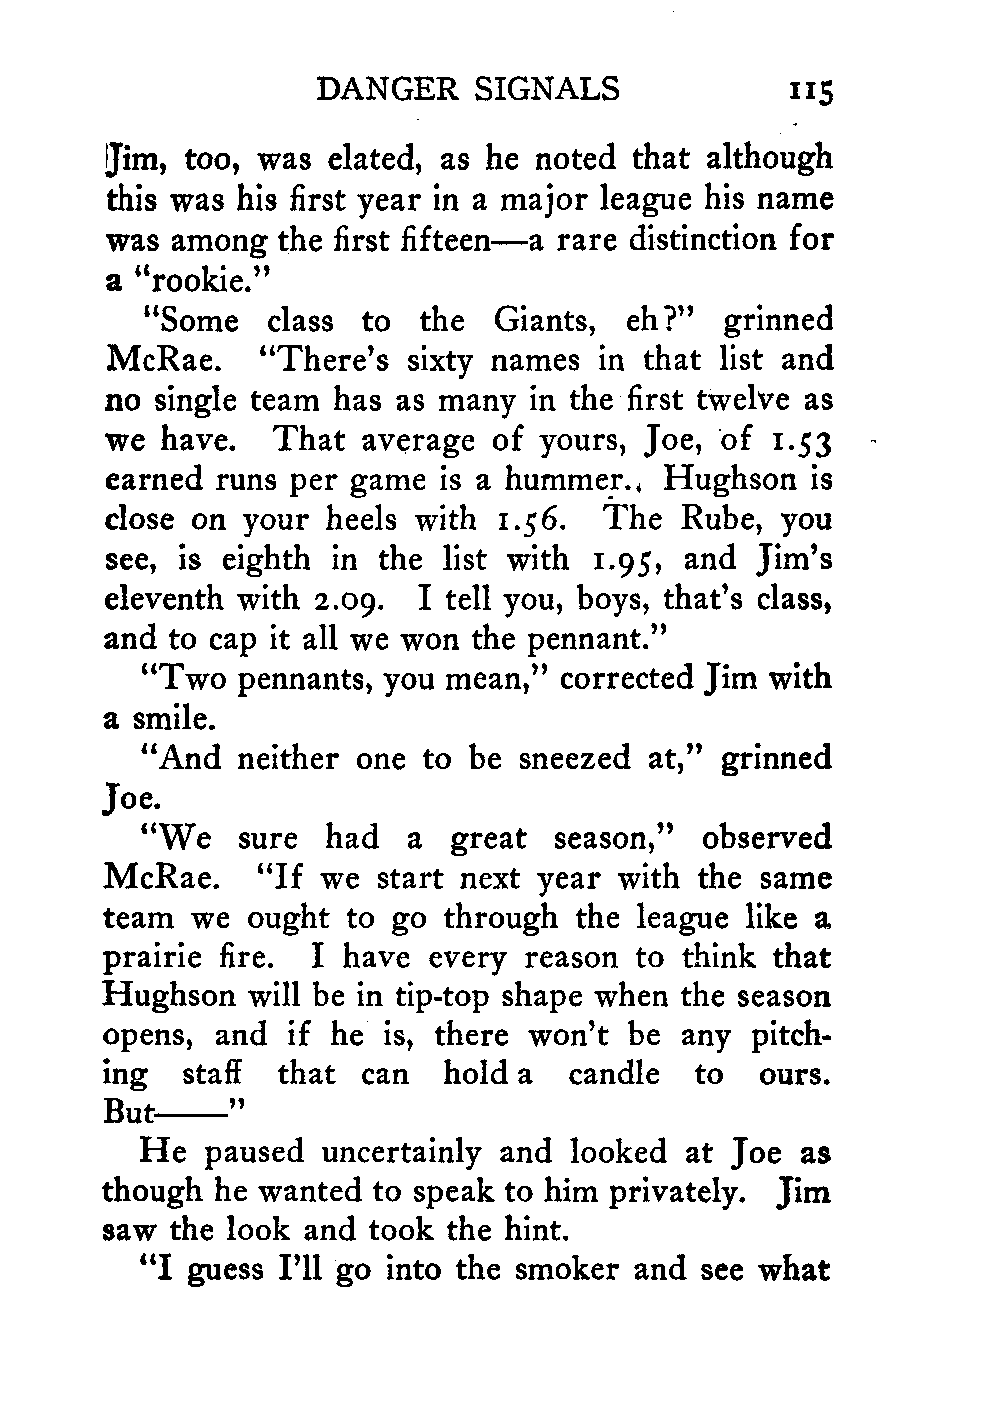 DANGER SIGNALS 115
Jim, too, was elated, as he noted that although
this was his first year in a major league his name
was among the first fifteen—a rare distinction for
a “rookie.”
“Some class to the Giants, eh?” grinned
McRae. “There’s sixty names in that list and
no single team has as many in the first twelve as
we have. That average of yours, Joe, of 1.53
earned runs per game is a hummer. Hughson is
close on your heels with 1.56. The Rube, you
see, is eighth in the list with 1.95, and Jim’s
eleventh with 2.09. I tell you, boys, that’s class,
and to cap it all we won the pennant.”
“Two pennants, you mean,” corrected Jim with
a smile.
“And neither one to be sneezed at,” grinned
Joe.
“We sure had a great season,” observed
McRae. “If we start next year with the same
team we ought to go through the league like a
prairie fire. I have every reason to think that
Hughson will be in tip-top shape when the season
opens, and if he is, there won’t be any pitch-
ing staff that can hold a candle to ours.
But——”
He paused uncertainly and looked at Joe as
though he wanted to speak to him privately. Jim
saw the look and took the hint.
“I guess I’ll go into the smoker and see what